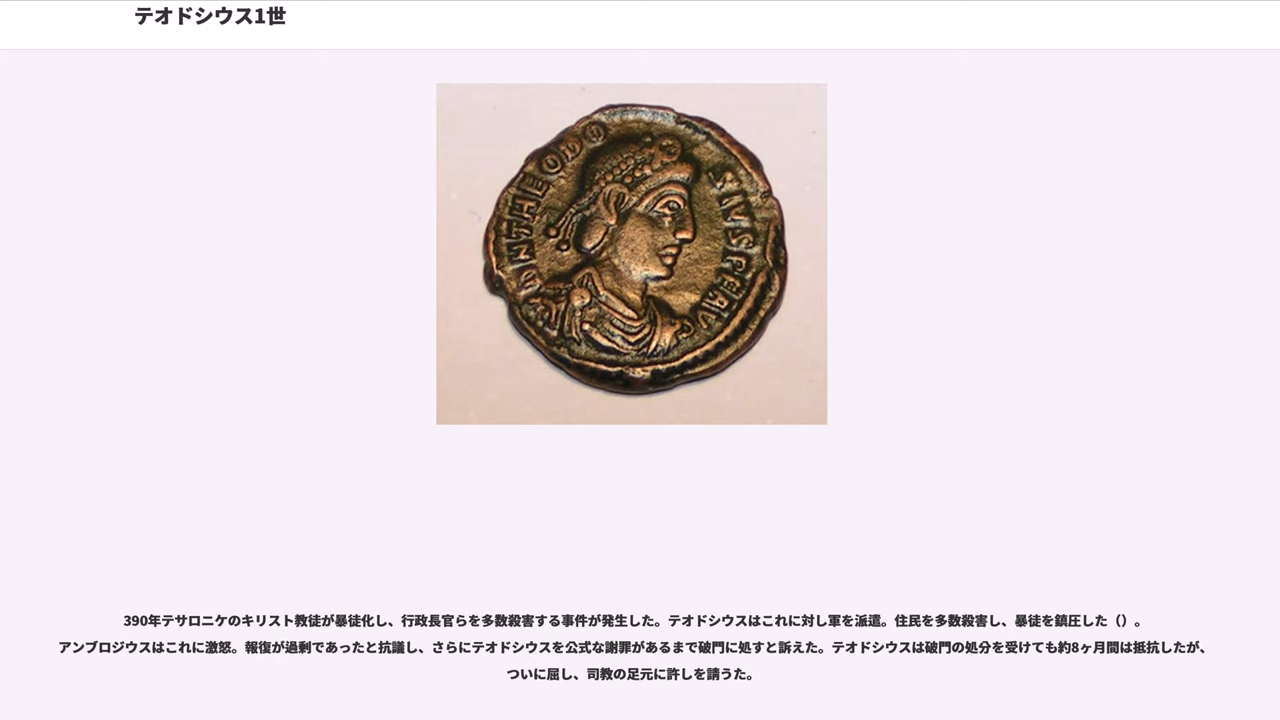 テオドシウス1世
DNTHEODO
SIVSPFAVG
390年テサロニケのキリスト教徒が暴徒化し、行政長官らを多数殺害する事件が発生した。テオドシウスはこれに対し軍を派遣。住民を多数殺害し、暴徒を鎮圧した（）。
アンブロジウスはこれに激怒。報復が過剰であったと抗議し、さらにテオドシウスを公式な謝罪があるまで破門に処すと訴えた。テオドシウスは破門の処分を受けても約8ヶ月間は抵抗したが、
ついに屈し、司教の足元に許しを請うた。